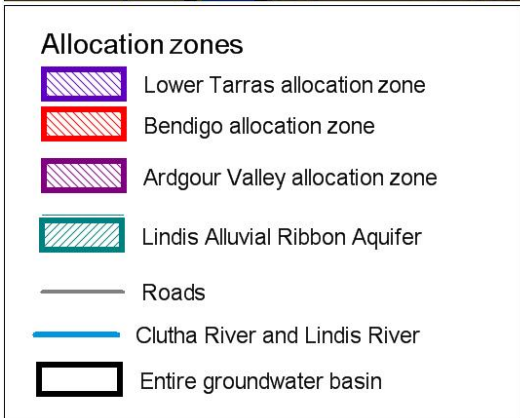 Allocation zones
Lower Tarras allocation zone
Bendigo allocation zone
Ardgour Valley allocation zone
Lindis Alluvial Ribbon Aquifer
Roads
Clutha River and Lindis River
Entire groundwater basin